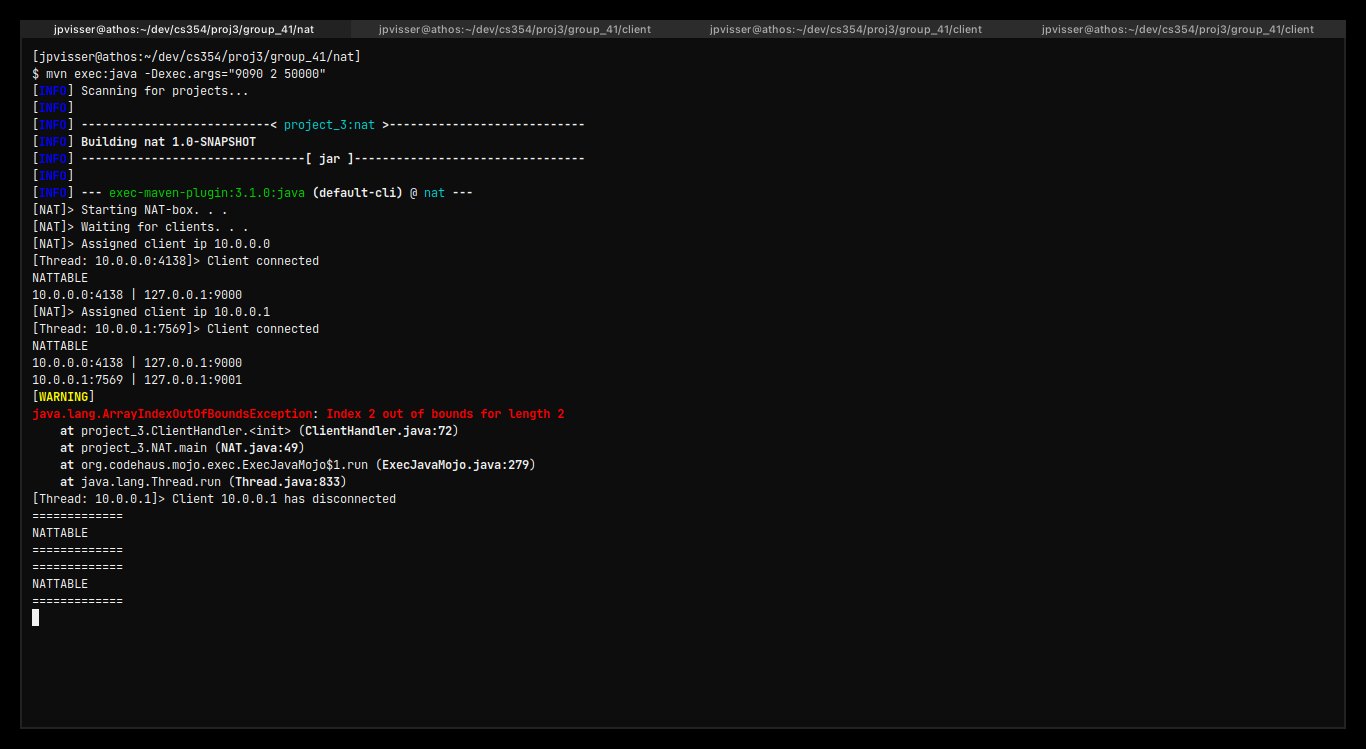 jpvisser@athos:~/dev/cs354/proj3/group_41/nat
jpvisser@athos:~/dev/cs354/proj3/group_41/client
jpvisser@athos:~/dev/cs354/proj3/group_41/client
jpvisser@athos:~/dev/cs354/proj3/group_41/client
[jpvisser@athos:~/dev/cs354/proj3/group_41/nat]
$ mvn exec:java -Dexec.args="9090 2 50000"
[INFO] Scanning for projects...
[INFO]
[INFO] ---------------------------< project_3:nat >----------------------------
[INFO] Building nat 1.0-SNAPSHOT
[INFO] --------------------------------[ jar ]---------------------------------
[INFO]
[INFO] --- exec-maven-plugin:3.1.0:java (default-cli) @ nat ---
[NAT]> Starting NAT-box. . .
[NAT]> Waiting for clients. . .
[NAT]> Assigned client ip 10.0.0.0
[Thread: 10.0.0.0:4138]> Client connected
NATTABLE
10.0.0.0:4138 | 127.0.0.1:9000
[NAT]> Assigned client ip 10.0.0.1
[Thread: 10.0.0.1:7569]> Client connected
NATTABLE
10.0.0.0:4138 | 127.0.0.1:9000
10.0.0.1:7569 | 127.0.0.1:9001
[WARNING]
java.lang.ArrayIndexOutOfBoundsException: Index 2 out of bounds for length 2
    at project_3.ClientHandler.<init> (ClientHandler.java:72)
    at project_3.NAT.main (NAT.java:49)
    at org.codehaus.mojo.exec.ExecJavaMojo$1.run (ExecJavaMojo.java:279)
    at java.lang.Thread.run (Thread.java:833)
[Thread: 10.0.0.1]> Client 10.0.0.1 has disconnected
=============
NATTABLE
=============
=============
NATTABLE
=============